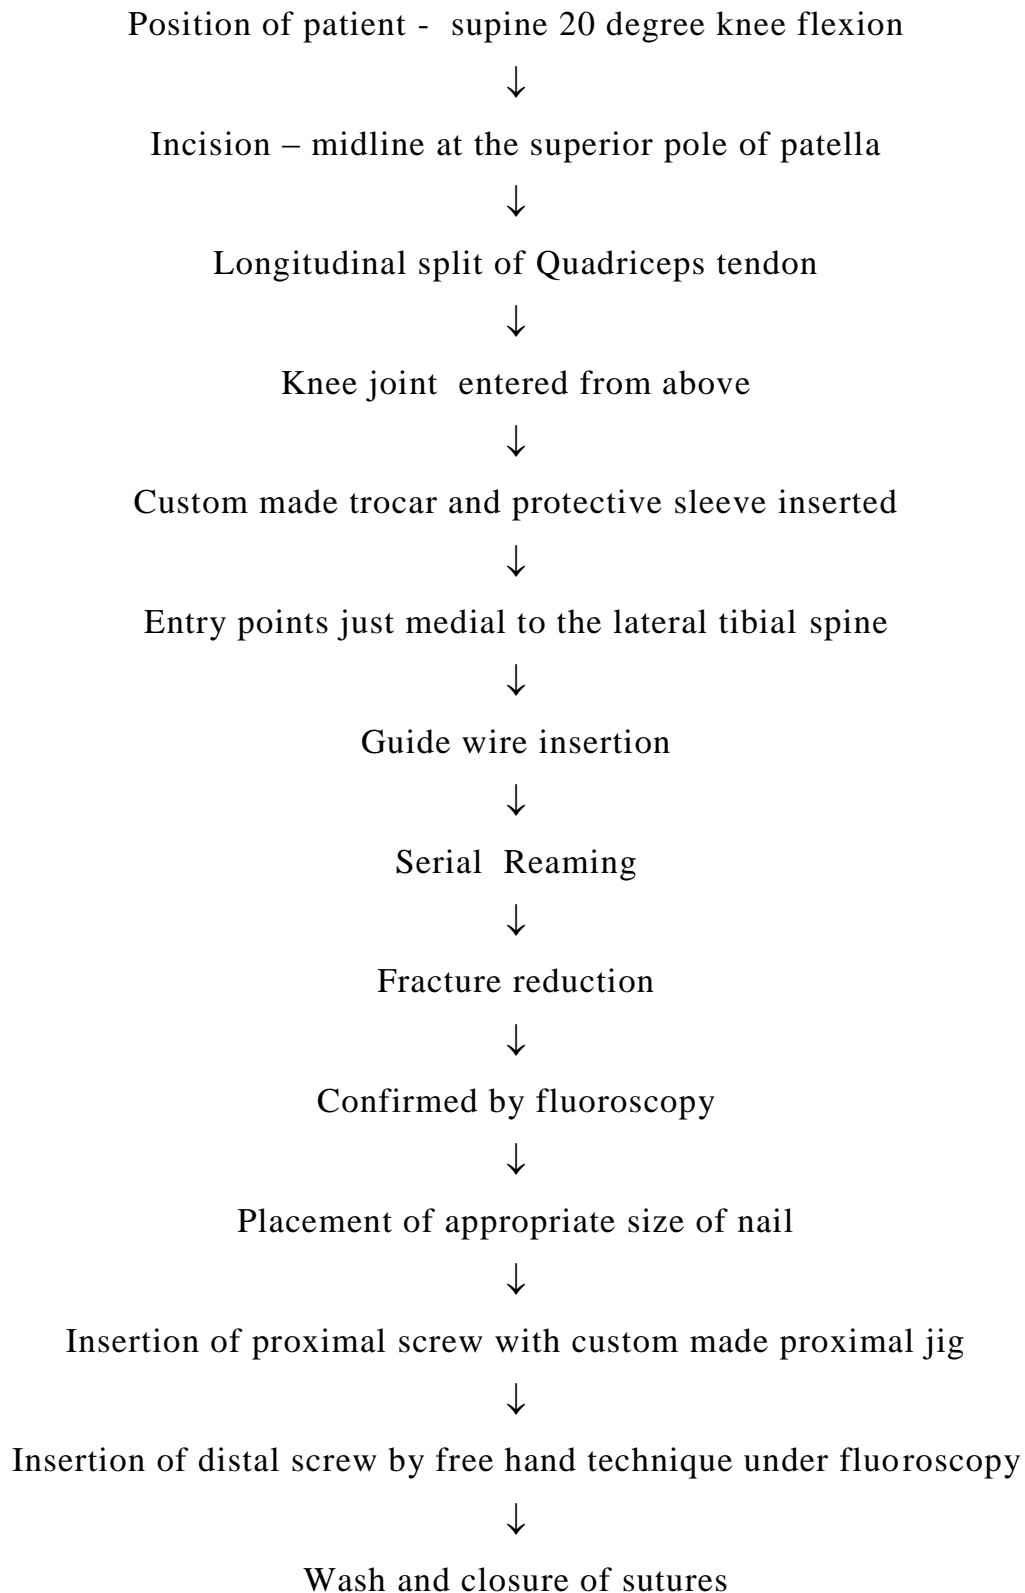 Position of patient - supine 20 degree knee flexion
↓
Incision – midline at the superior pole of patella
↓
Longitudinal split of Quadriceps tendon
↓
Knee joint entered from above
↓
Custom made trocar and protective sleeve inserted
↓
Entry points just medial to the lateral tibial spine
↓
Guide wire insertion
↓
Serial Reaming
↓
Fracture reduction
↓
Confirmed by fluoroscopy
↓
Placement of appropriate size of nail
↓
Insertion of proximal screw with custom made proximal jig
↓
Insertion of distal screw by free hand technique under fluoroscopy
↓
Wash and closure of sutures